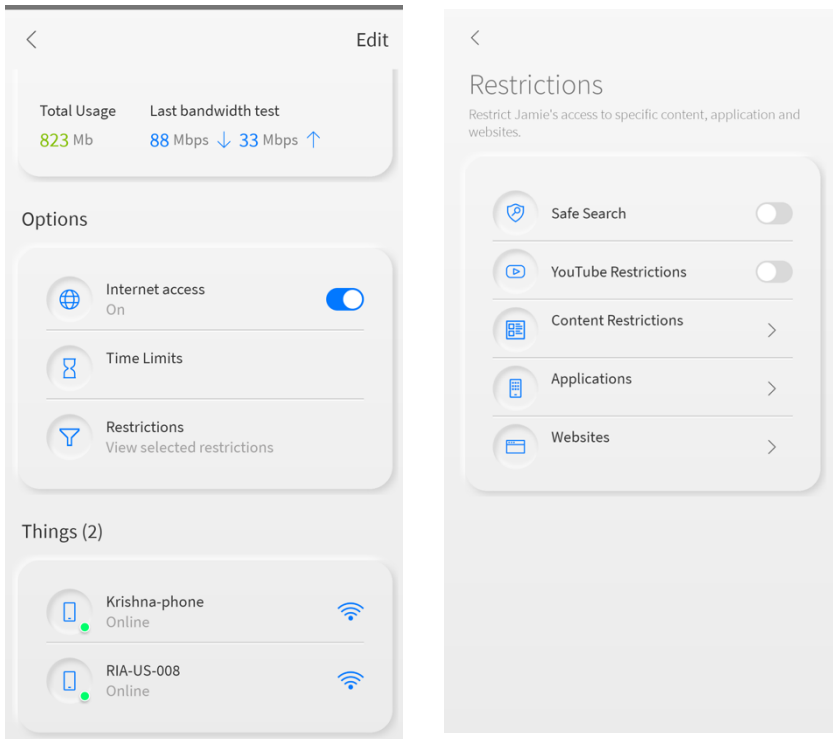 Edit
Total Usage Last bandwidth test
823 Mb 88 Mbps ↓ 33 Mbps ↑
Options
Internet access
On
Time Limits
Restrictions
View selected restrictions
Things (2)
Krishna-phone
Online
RIA-US-008
Online
Restrictions
Restrict Jamie's access to specific content, application and
websites.
Safe Search
YouTube Restrictions
Content Restrictions
Applications
Websites